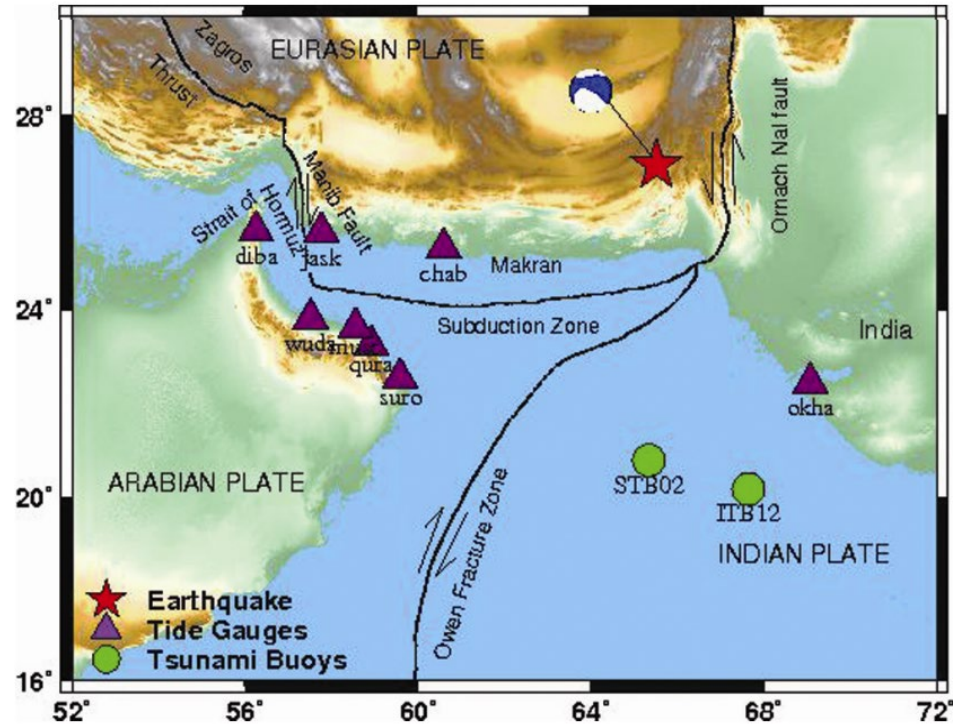 EURASIAN PLATE
Zagros
Thrust
28°
Ornach Nal fault
Manib Fault
Strait of
Hormuz
diba
jask
chab
Makran
24°
Subduction Zone
wuda
qura
suro
India
okha
ARABIAN PLATE
STB02
ITB12
20°
INDIAN PLATE
Owen Fracture Zone
Earthquake
Tide Gauges
Tsunami Buoys
16°
52°
56°
60°
64°
68°
72°